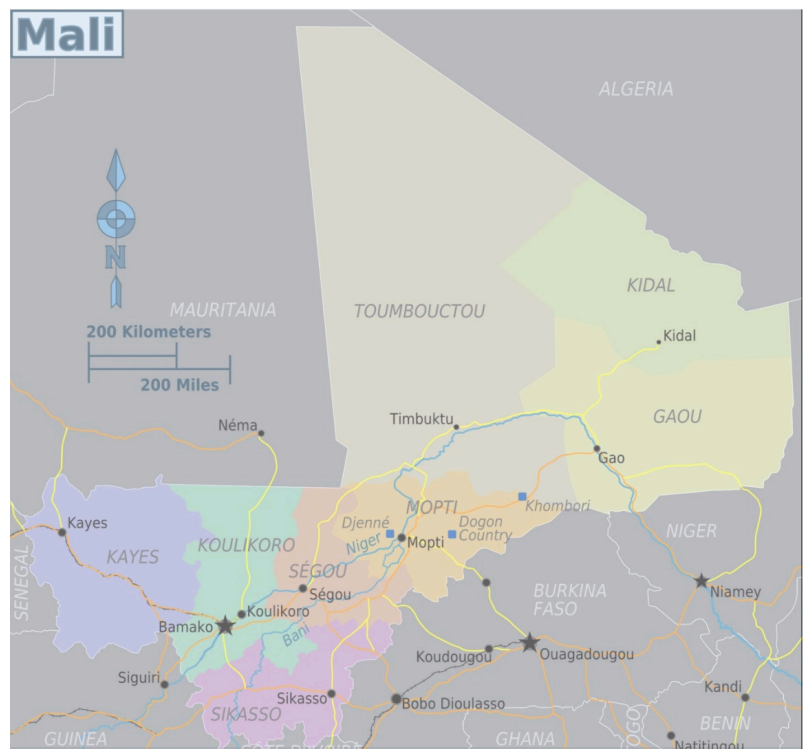 Mali
ALGERIA
N
KIDAL
MAURITANIA
TOUMBOUCTOU
200 Kilometers
Kidal
200 Miles
Timbuktu
GAOU
Néma
Gao
MOPTI
Khombori
Kayes
Djenné
Dogon
Country
NIGER
KOULIKORO
Niger
Mopti
KAYES
SÉGOU
SENEGAL
Ségou
BURKINA
FASO
Niamey
Koulikoro
Bamako
Bani
Koudougou
Ouagadougou
Siguiri
Kandi
Sikasso
Bobo Dioulasso
SIKASSO
BENIN
GUINEA
GHANA
Natitingou